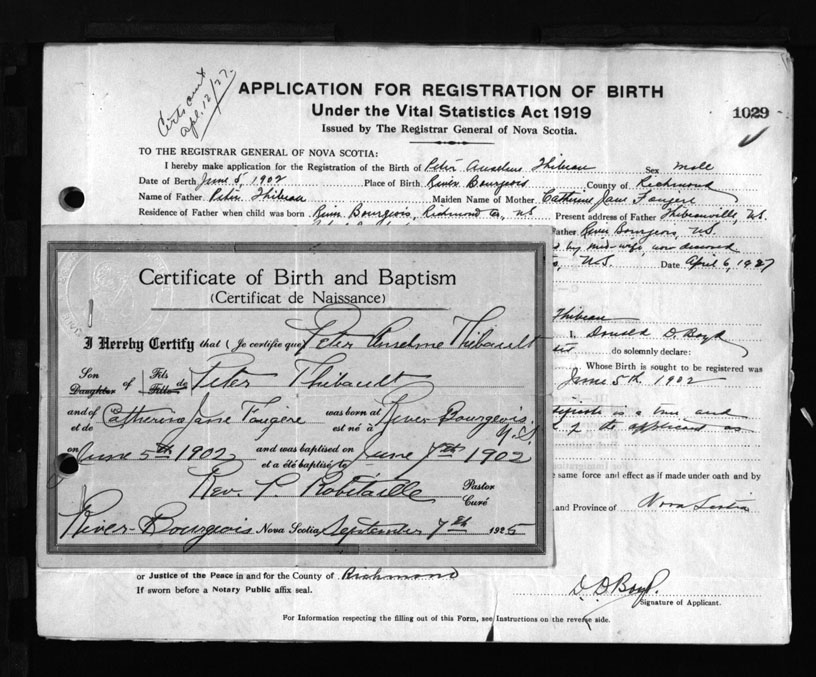 Certs cut
apl. 12/27.
APPLICATION FOR REGISTRATION OF BIRTH
Under the Vital Statistics Act 1919
1029
Issued by The Registrar General of Nova Scotia.
TO THE REGISTRAR GENERAL OF NOVA SCOTIA:
I hereby make application for the Registration of the Birth of Peter Anselme Thibeau Sex male
Date of Birth June 5, 1902 Place of Birth River Bourgeois County of Richmond
Name of Father Peter Thibeau Maiden Name of Mother Catherine Jane Fougere
Residence of Father when child was born River Bourgeois, Richmond Co., N.S. Present address of Father Thibeauville, N.S.
Father River Bourgeois, N.S.
by mid-wife, now deceased
N.S. Date April 6, 1927
Thibeau
I, Donald D. Boyd
do solemnly declare:
Whose Birth is sought to be registered was
June 5th 1902
is a true and
of the applicant as
same force and effect as if made under oath and by
and Province of Nova Scotia
Certificate of Birth and Baptism
(Certificat de Naissance)
I Hereby Certify that (Je certifie que) Peter Anselme Thibault
Son Daughter of Fils Fille de Peter Thibault
and of et de Catherine Jane Fougère was born at est né à River Bourgeois. N.S.
on June 5th 1902 and was baptised on et a été baptisé le June 7th 1902
Rev. P. Robitaille Pastor Curé
River-Bourgeois Nova Scotia September 7th 1925
or Justice of the Peace in and for the County of Richmond
If sworn before a Notary Public affix seal.
D. D. Boyd.
Signature of Applicant.
For Information respecting the filling out of this Form, see Instructions on the reverse side.